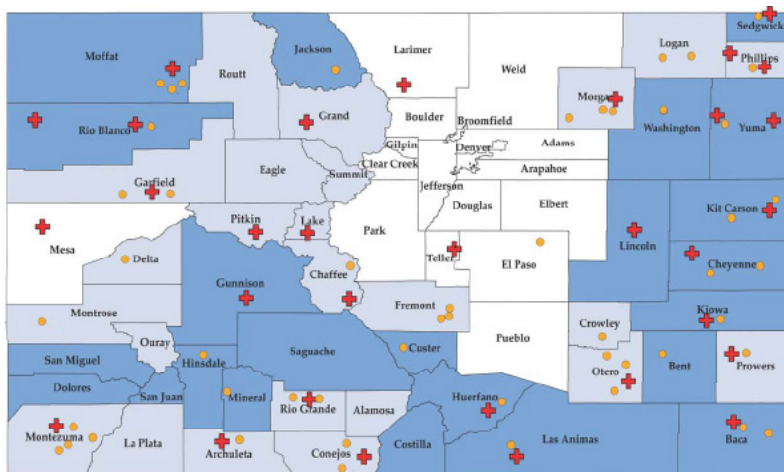 Sedgwick
Moffat
Jackson
Larimer
Logan
Routt
Weld
Phillips
Grand
Morgan
Boulder
Rio Blanco
Broomfield
Washington
Yuma
Gilpin
Denver
Adams
Clear Creek
Eagle
Summit
Arapahoe
Garfield
Jefferson
Douglas
Elbert
Kit Carson
Pitkin
Lake
Park
Lincoln
Mesa
Teller
Delta
El Paso
Cheyenne
Chaffee
Gunnison
Fremont
Montrose
Kiowa
Crowley
Ouray
Pueblo
Saguache
Custer
San Miguel
Hinsdale
Bent
Prowers
Otero
Dolores
San Juan
Mineral
Huerfano
Rio Grande
Alamosa
Montezuma
La Plata
Las Animas
Baca
Archuleta
Conejos
Costilla